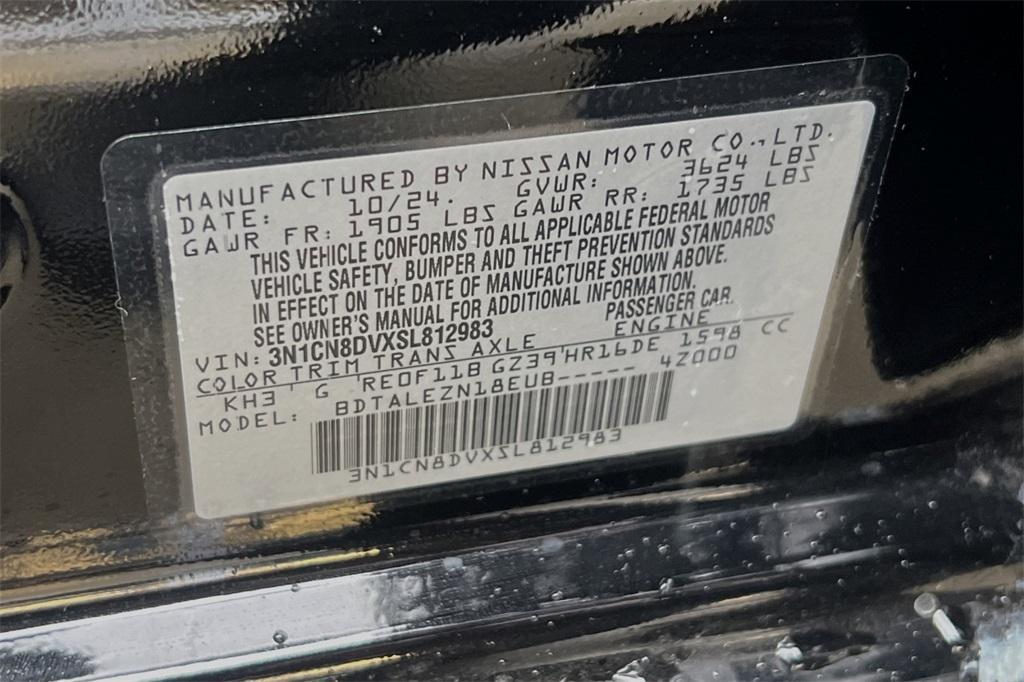 MANUFACTURED BY NISSAN MOTOR CO., LTD.
DATE: 10/24. GVWR: 3624 LBS
GAWR FR: 1905 LBS GAWR RR: 1735 LBS
THIS VEHICLE CONFORMS TO ALL APPLICABLE FEDERAL MOTOR
VEHICLE SAFETY, BUMPER AND THEFT PREVENTION STANDARDS
IN EFFECT ON THE DATE OF MANUFACTURE SHOWN ABOVE.
SEE OWNER'S MANUAL FOR ADDITIONAL INFORMATION.
VIN: 3N1CN8DVXSL812983 PASSENGER CAR.
COLOR TRIM TRANS AXLE ENGINE
KH3 G RE0F11B GZ39 HR16DE 1598 CC
MODEL: BDTALEZN18EUB----- 4Z000
3N1CN8DVXSL812983